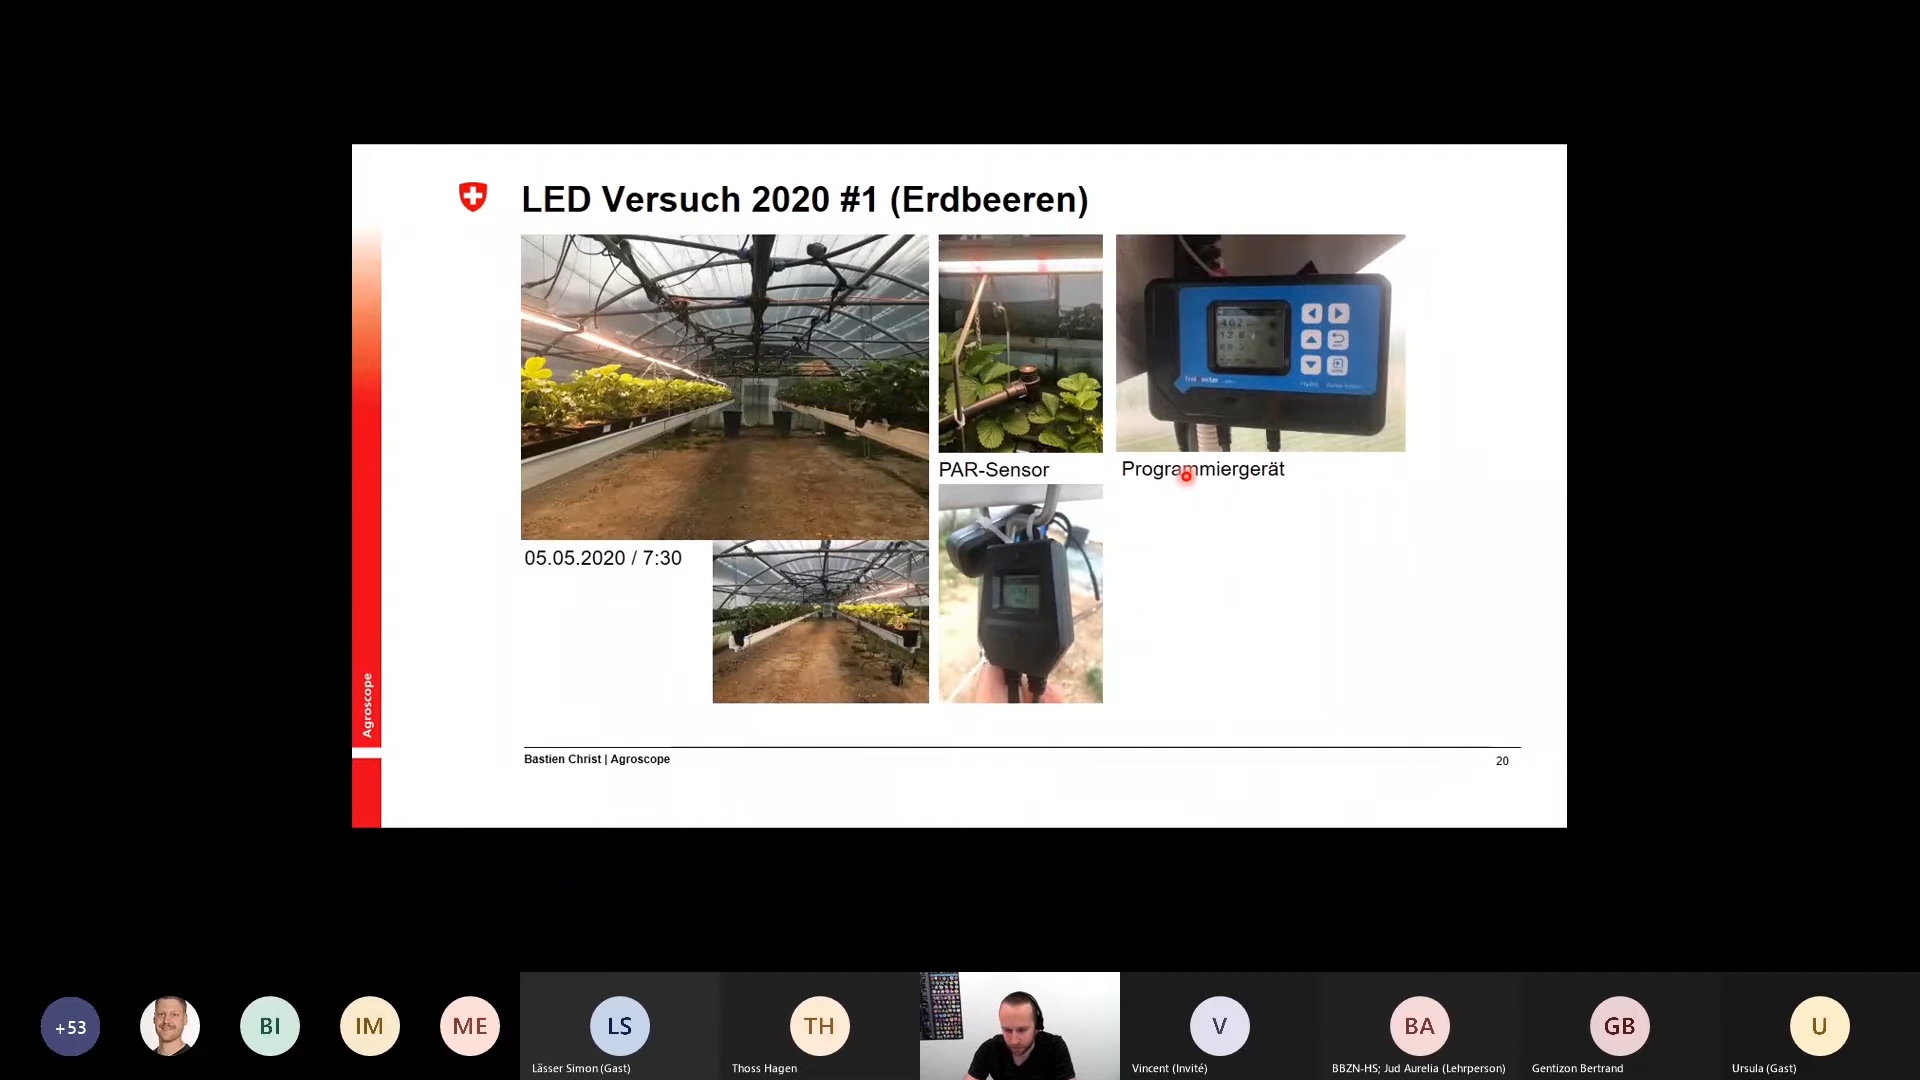 LED Versuch 2020 #1 (Erdbeeren)
PAR-Sensor
Programmiergerät
05.05.2020 / 7:30
Agroscope
Bastien Christ | Agroscope
20
+53
BI
IM
ME
LS
Lässer Simon (Gast)
TH
Thoss Hagen
V
Vincent (Invité)
BA
BBZN-HS; Jud Aurelia (Lehrperson)
GB
Gentizon Bertrand
U
Ursula (Gast)